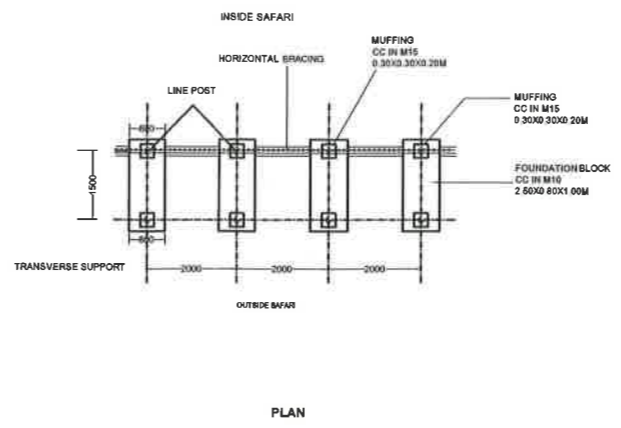 INSIDE SAFARI
MUFFING
CC IN M15
0.30X0.30X0.20M
HORIZONTAL BRACING
LINE POST
MUFFING
CC IN M15
0.30X0.30X0.20M
800
FOUNDATION BLOCK
CC IN M10
2.50X0.80X1.00M
1500
800
TRANSVERSE SUPPORT
2000
2000
2000
OUTSIDE SAFARI
PLAN